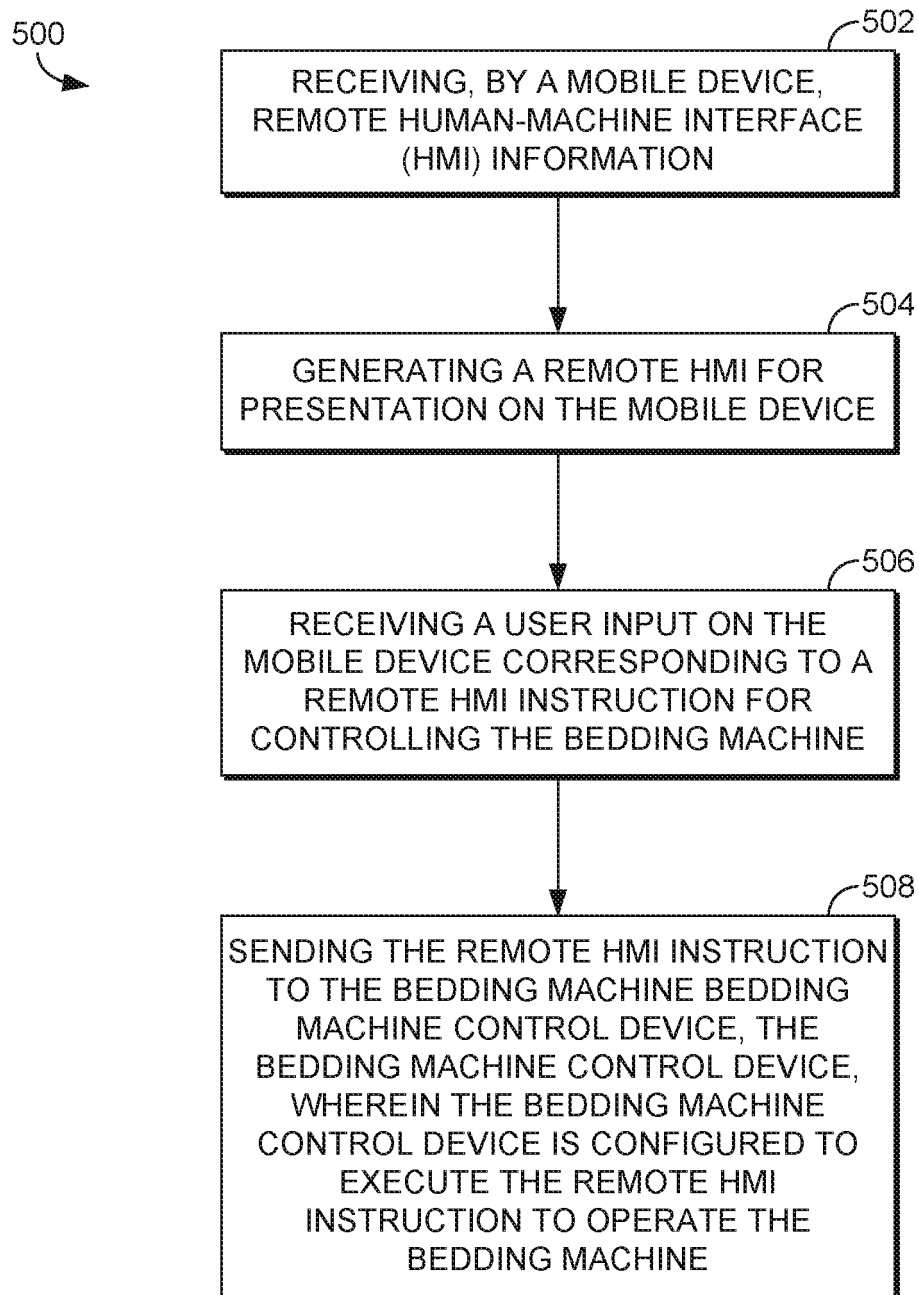 500
502
RECEIVING, BY A MOBILE DEVICE,
REMOTE HUMAN-MACHINE INTERFACE
(HMI) INFORMATION
504
GENERATING A REMOTE HMI FOR
PRESENTATION ON THE MOBILE DEVICE
506
RECEIVING A USER INPUT ON THE
MOBILE DEVICE CORRESPONDING TO A
REMOTE HMI INSTRUCTION FOR
CONTROLLING THE BEDDING MACHINE
508
SENDING THE REMOTE HMI INSTRUCTION
TO THE BEDDING MACHINE BEDDING
MACHINE CONTROL DEVICE, THE
BEDDING MACHINE CONTROL DEVICE,
WHEREIN THE BEDDING MACHINE
CONTROL DEVICE IS CONFIGURED TO
EXECUTE THE REMOTE HMI
INSTRUCTION TO OPERATE THE
BEDDING MACHINE